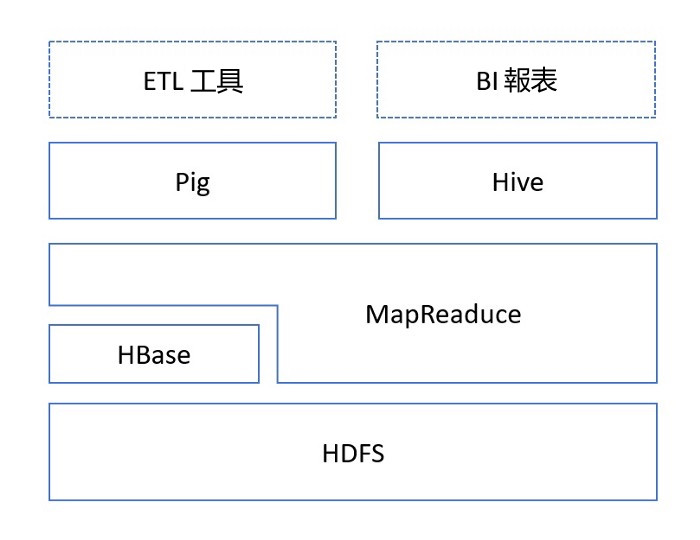 ETL 工具
BI 報表
Pig
Hive
MapReaduce
HBase
HDFS